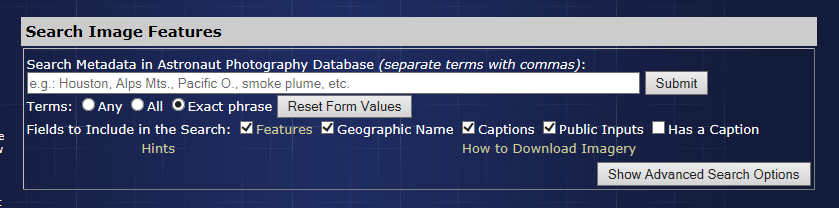 Search Image Features
Search Metadata in Astronaut Photography Database (separate terms with commas):
e.g.: Houston, Alps Mts., Pacific O., smoke plume, etc. Submit
Terms: Any All Exact phrase Reset Form Values
Fields to Include in the Search: Features Geographic Name Captions Public Inputs Has a Caption
Hints How to Download Imagery
Show Advanced Search Options